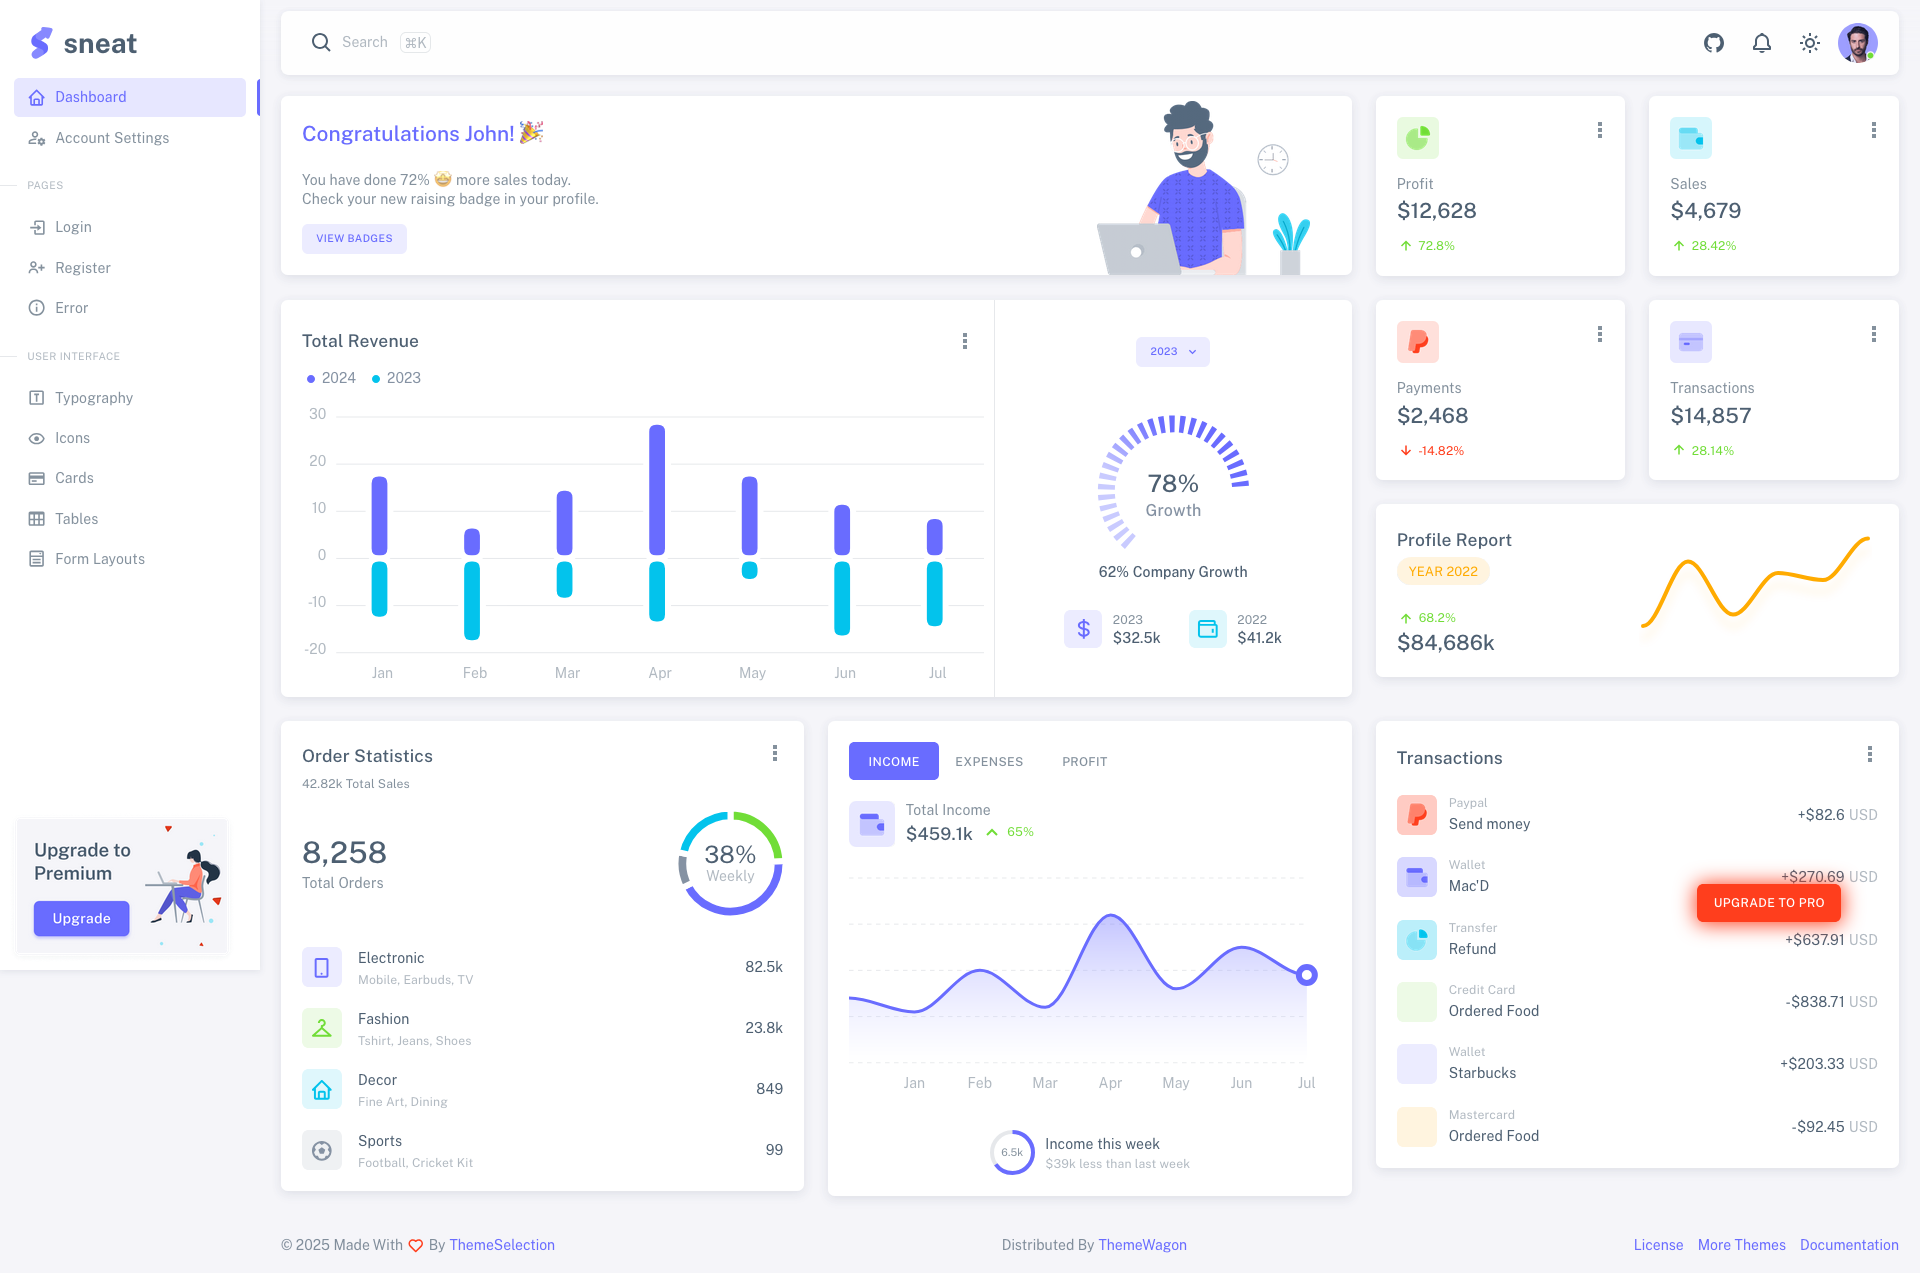 sneat
Dashboard
Account Settings
PAGES
Login
Register
Error
USER INTERFACE
Typography
Icons
Cards
Tables
Form Layouts
Upgrade to
Premium
Upgrade
Search ⌘K
Congratulations John! 🎉
You have done 72% 🤩 more sales today.
Check your new raising badge in your profile.
VIEW BADGES
Profit
$12,628
72.8%
Sales
$4,679
28.42%
Total Revenue
2024 2023
30
20
10
0
-10
-20
Jan Feb Mar Apr May Jun Jul
2023
78%
Growth
62% Company Growth
2023
$32.5k
2022
$41.2k
Payments
$2,468
-14.82%
Transactions
$14,857
28.14%
Profile Report
YEAR 2022
68.2%
$84,686k
Order Statistics
42.82k Total Sales
8,258
Total Orders
38%
Weekly
Electronic
Mobile, Earbuds, TV
82.5k
Fashion
Tshirt, Jeans, Shoes
23.8k
Decor
Fine Art, Dining
849
Sports
Football, Cricket Kit
99
INCOME EXPENSES PROFIT
Total Income
$459.1k 65%
Jan Feb Mar Apr May Jun Jul
6.5k
Income this week
$39k less than last week
Transactions
Paypal
Send money
+$82.6 USD
Wallet
Mac'D
+$270.69 USD
UPGRADE TO PRO
Transfer
Refund
+$637.91 USD
Credit Card
Ordered Food
-$838.71 USD
Wallet
Starbucks
+$203.33 USD
Mastercard
Ordered Food
-$92.45 USD
© 2025 Made With ❤ By ThemeSelection
Distributed By ThemeWagon
License More Themes Documentation